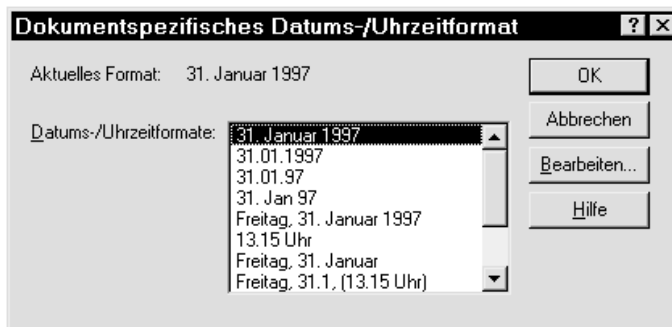 Dokumentspezifisches Datums-/Uhrzeitformat
Aktuelles Format: 31. Januar 1997
Datums-/Uhrzeitformate:
31. Januar 1997
31.01.1997
31.01.97
31. Jan 97
Freitag, 31. Januar 1997
13.15 Uhr
Freitag, 31. Januar
Freitag, 31.1, (13.15 Uhr)
OK
Abbrechen
Bearbeiten...
Hilfe